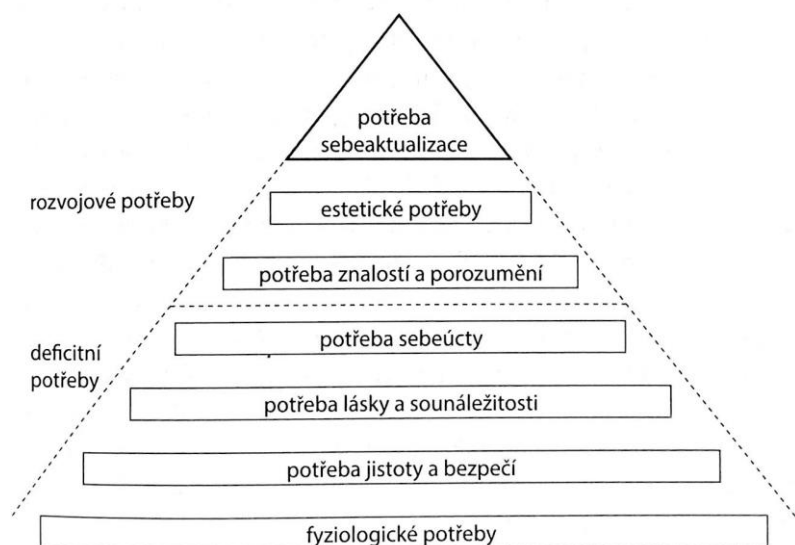 potřeba
sebeaktualizace
rozvojové potřeby
estetické potřeby
potřeba znalostí a porozumění
potřeba sebeúcty
deficitní
potřeby
potřeba lásky a sounáležitosti
potřeba jistoty a bezpečí
fyziologické potřeby